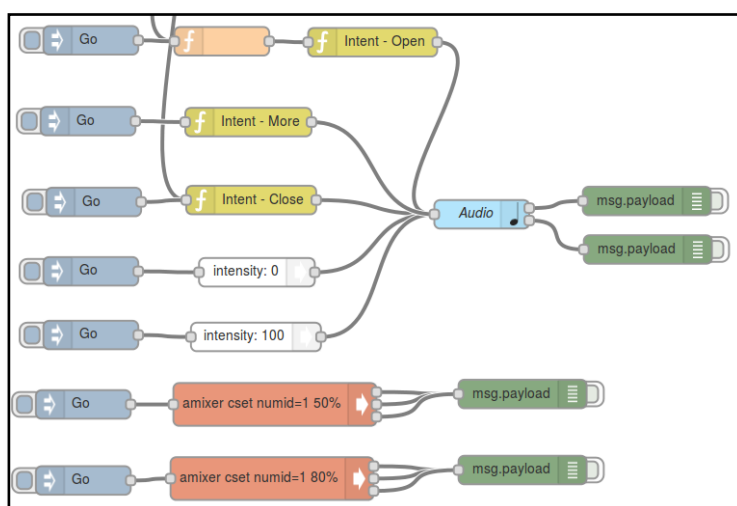 Go
Intent - Open
Go
Intent - More
Go
Intent - Close
Audio
msg.payload
msg.payload
Go
intensity: 0
Go
intensity: 100
Go
amixer cset numid=1 50%
msg.payload
Go
amixer cset numid=1 80%
msg.payload